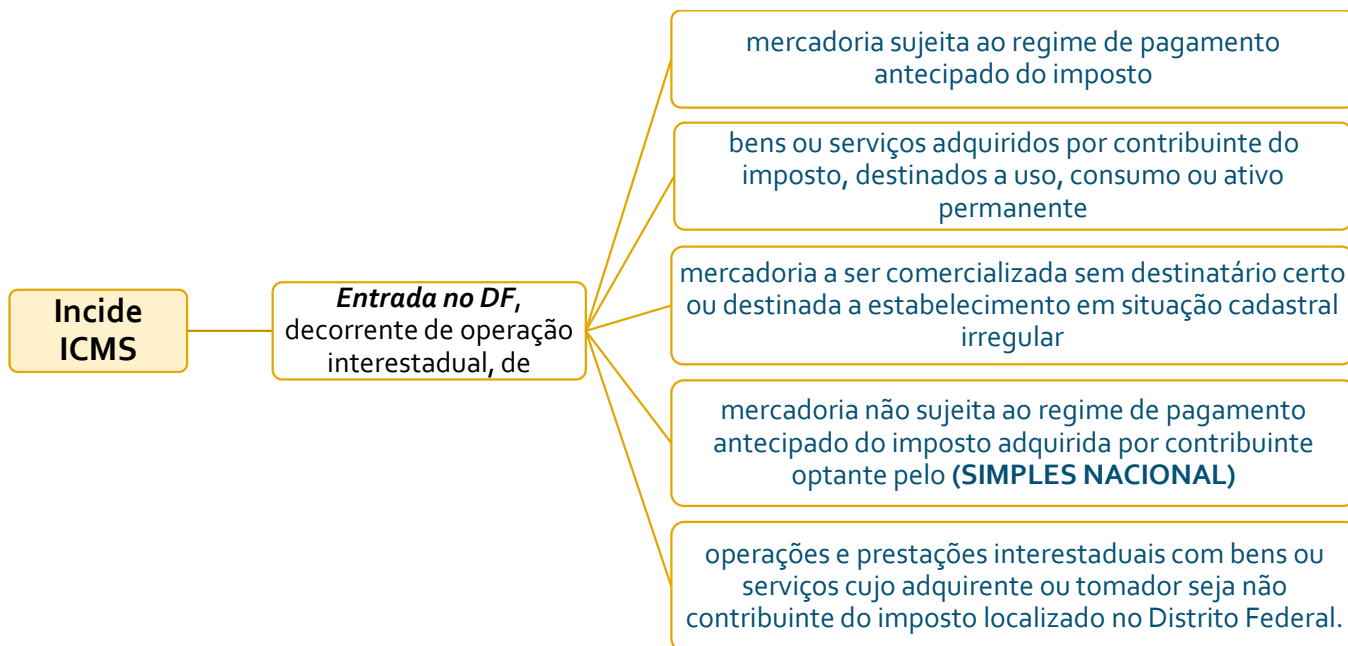 Incide
ICMS
Entrada no DF,
decorrente de operação
interestadual, de
mercadoria sujeita ao regime de pagamento
antecipado do imposto
bens ou serviços adquiridos por contribuinte do
imposto, destinados a uso, consumo ou ativo
permanente
mercadoria a ser comercializada sem destinatário certo
ou destinada a estabelecimento em situação cadastral
irregular
mercadoria não sujeita ao regime de pagamento
antecipado do imposto adquirida por contribuinte
optante pelo (SIMPLES NACIONAL)
operações e prestações interestaduais com bens ou
serviços cujo adquirente ou tomador seja não
contribuinte do imposto localizado no Distrito Federal.